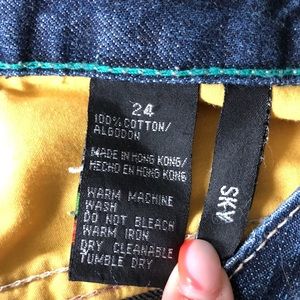 24
100% COTTON/
ALGODON
MADE IN HONG KONG/
HECHO EN HONG KONG
WARM MACHINE
WASH
DO NOT BLEACH
WARM IRON
DRY CLEANABLE
TUMBLE DRY
SKY